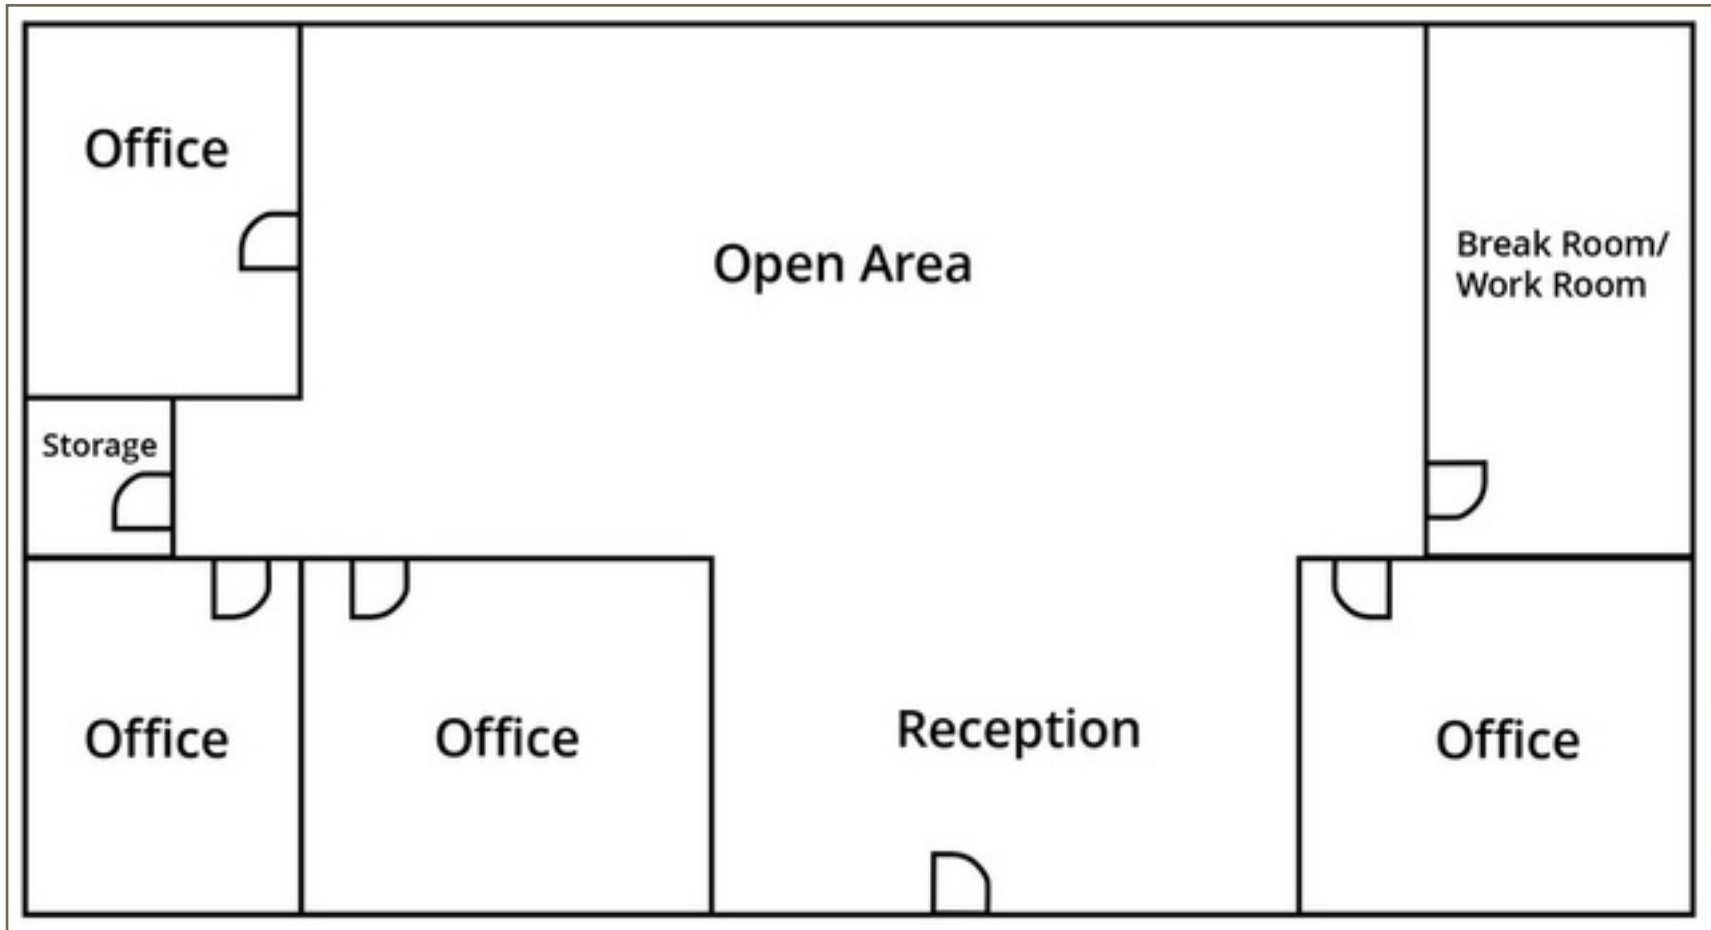 Office
Open Area
Break Room/
Work Room
Storage
Office
Office
Reception
Office